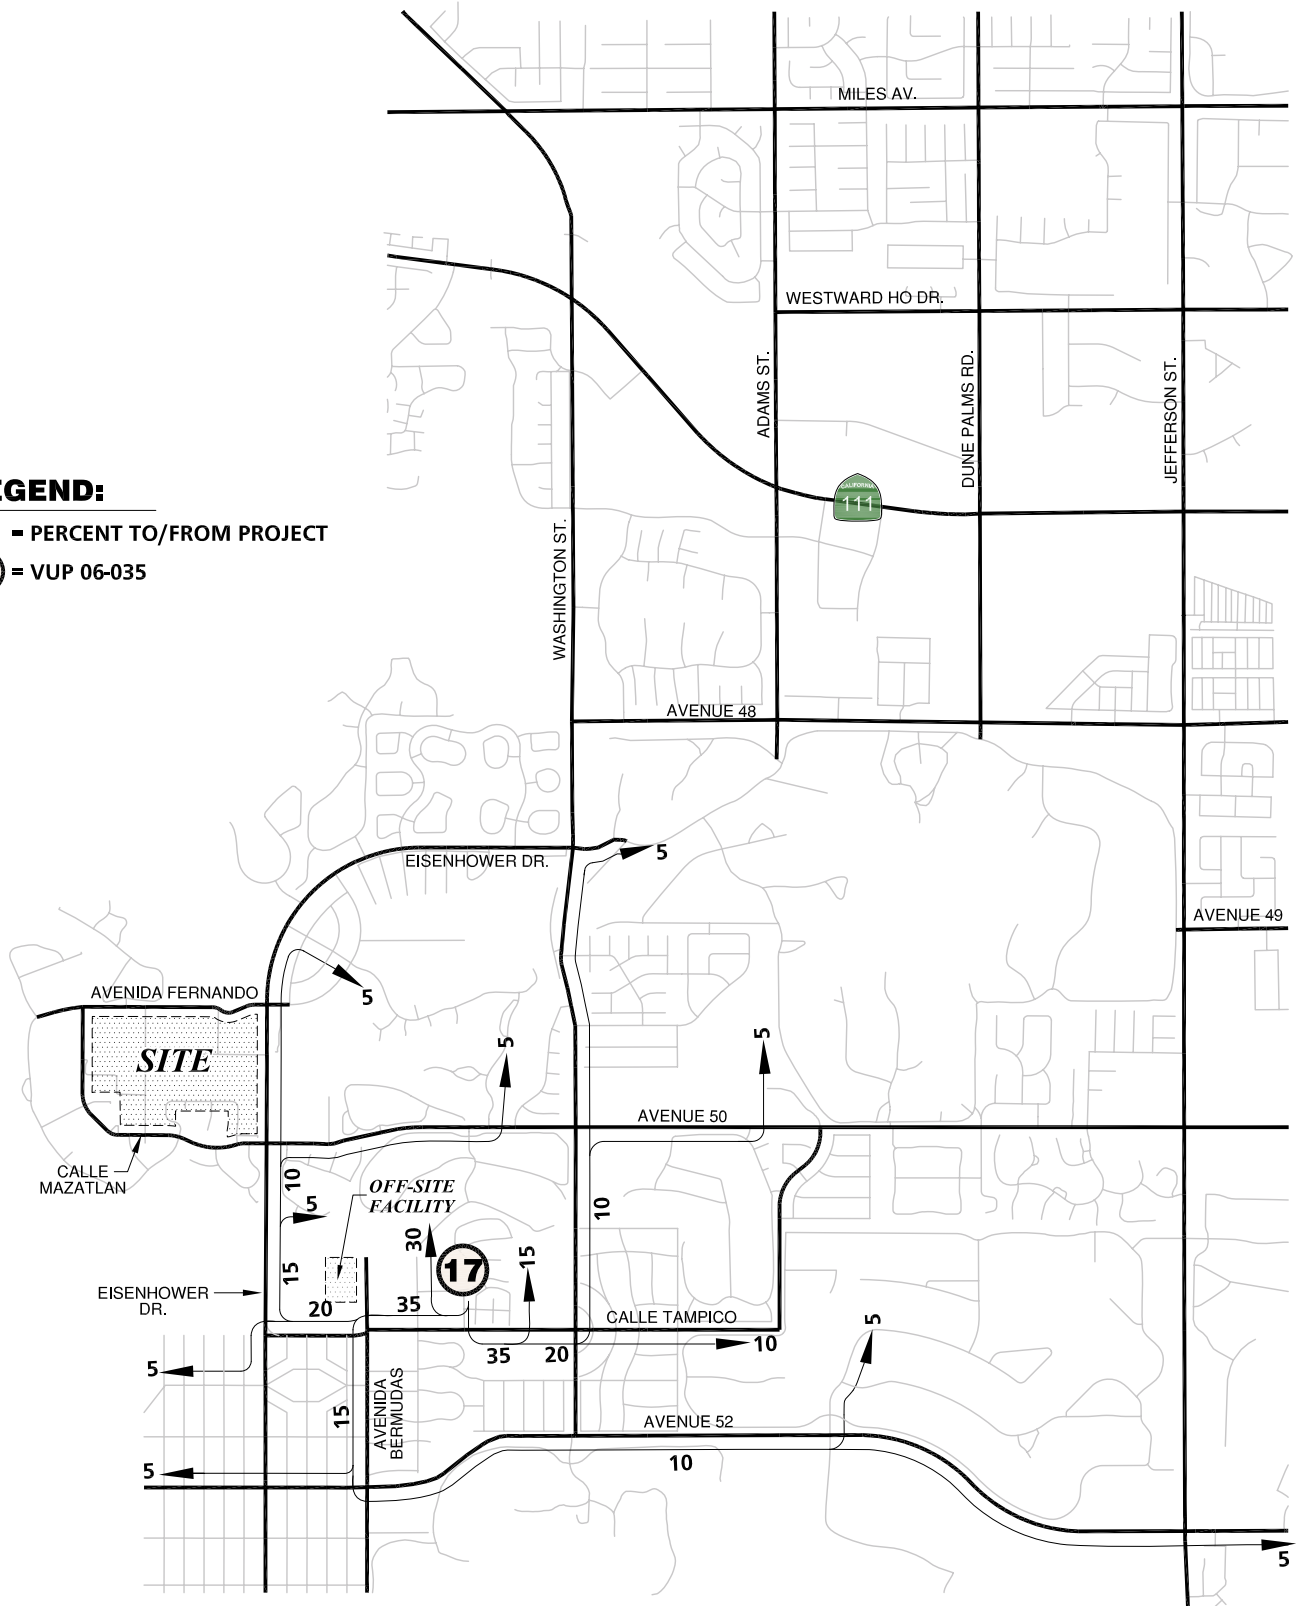 MILES AV.
WESTWARD HO DR.
ADAMS ST.
DUNE PALMS RD.
JEFFERSON ST.
CALIFORNIA
111
EGEND:
= PERCENT TO/FROM PROJECT
= VUP 06-035
WASHINGTON ST.
AVENUE 48
EISENHOWER DR.
5
AVENUE 49
AVENIDA FERNANDO
5
SITE
5
5
AVENUE 50
CALLE
MAZATLAN
10
OFF-SITE
FACILITY
5
10
30
17
15
15
EISENHOWER
DR.
20
35
CALLE TAMPICO
5
35
20
10
5
15
AVENIDA
BERMUDAS
AVENUE 52
5
10
5